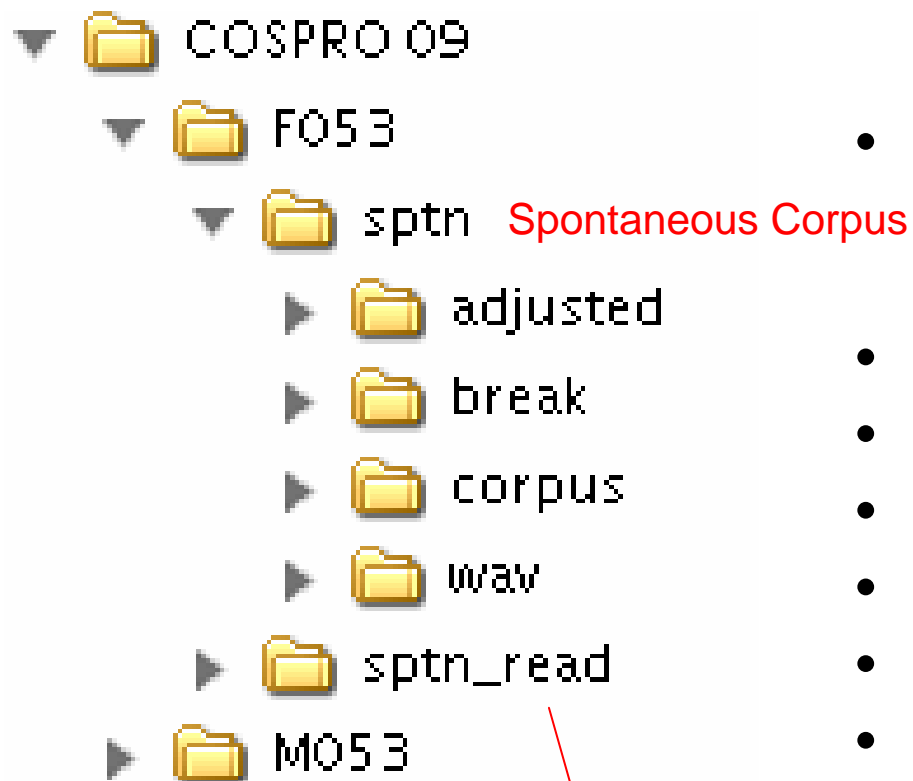 COSPRO 09
F053
sptn Spontaneous Corpus
adjusted
break
corpus
wav
sptn_read
M053